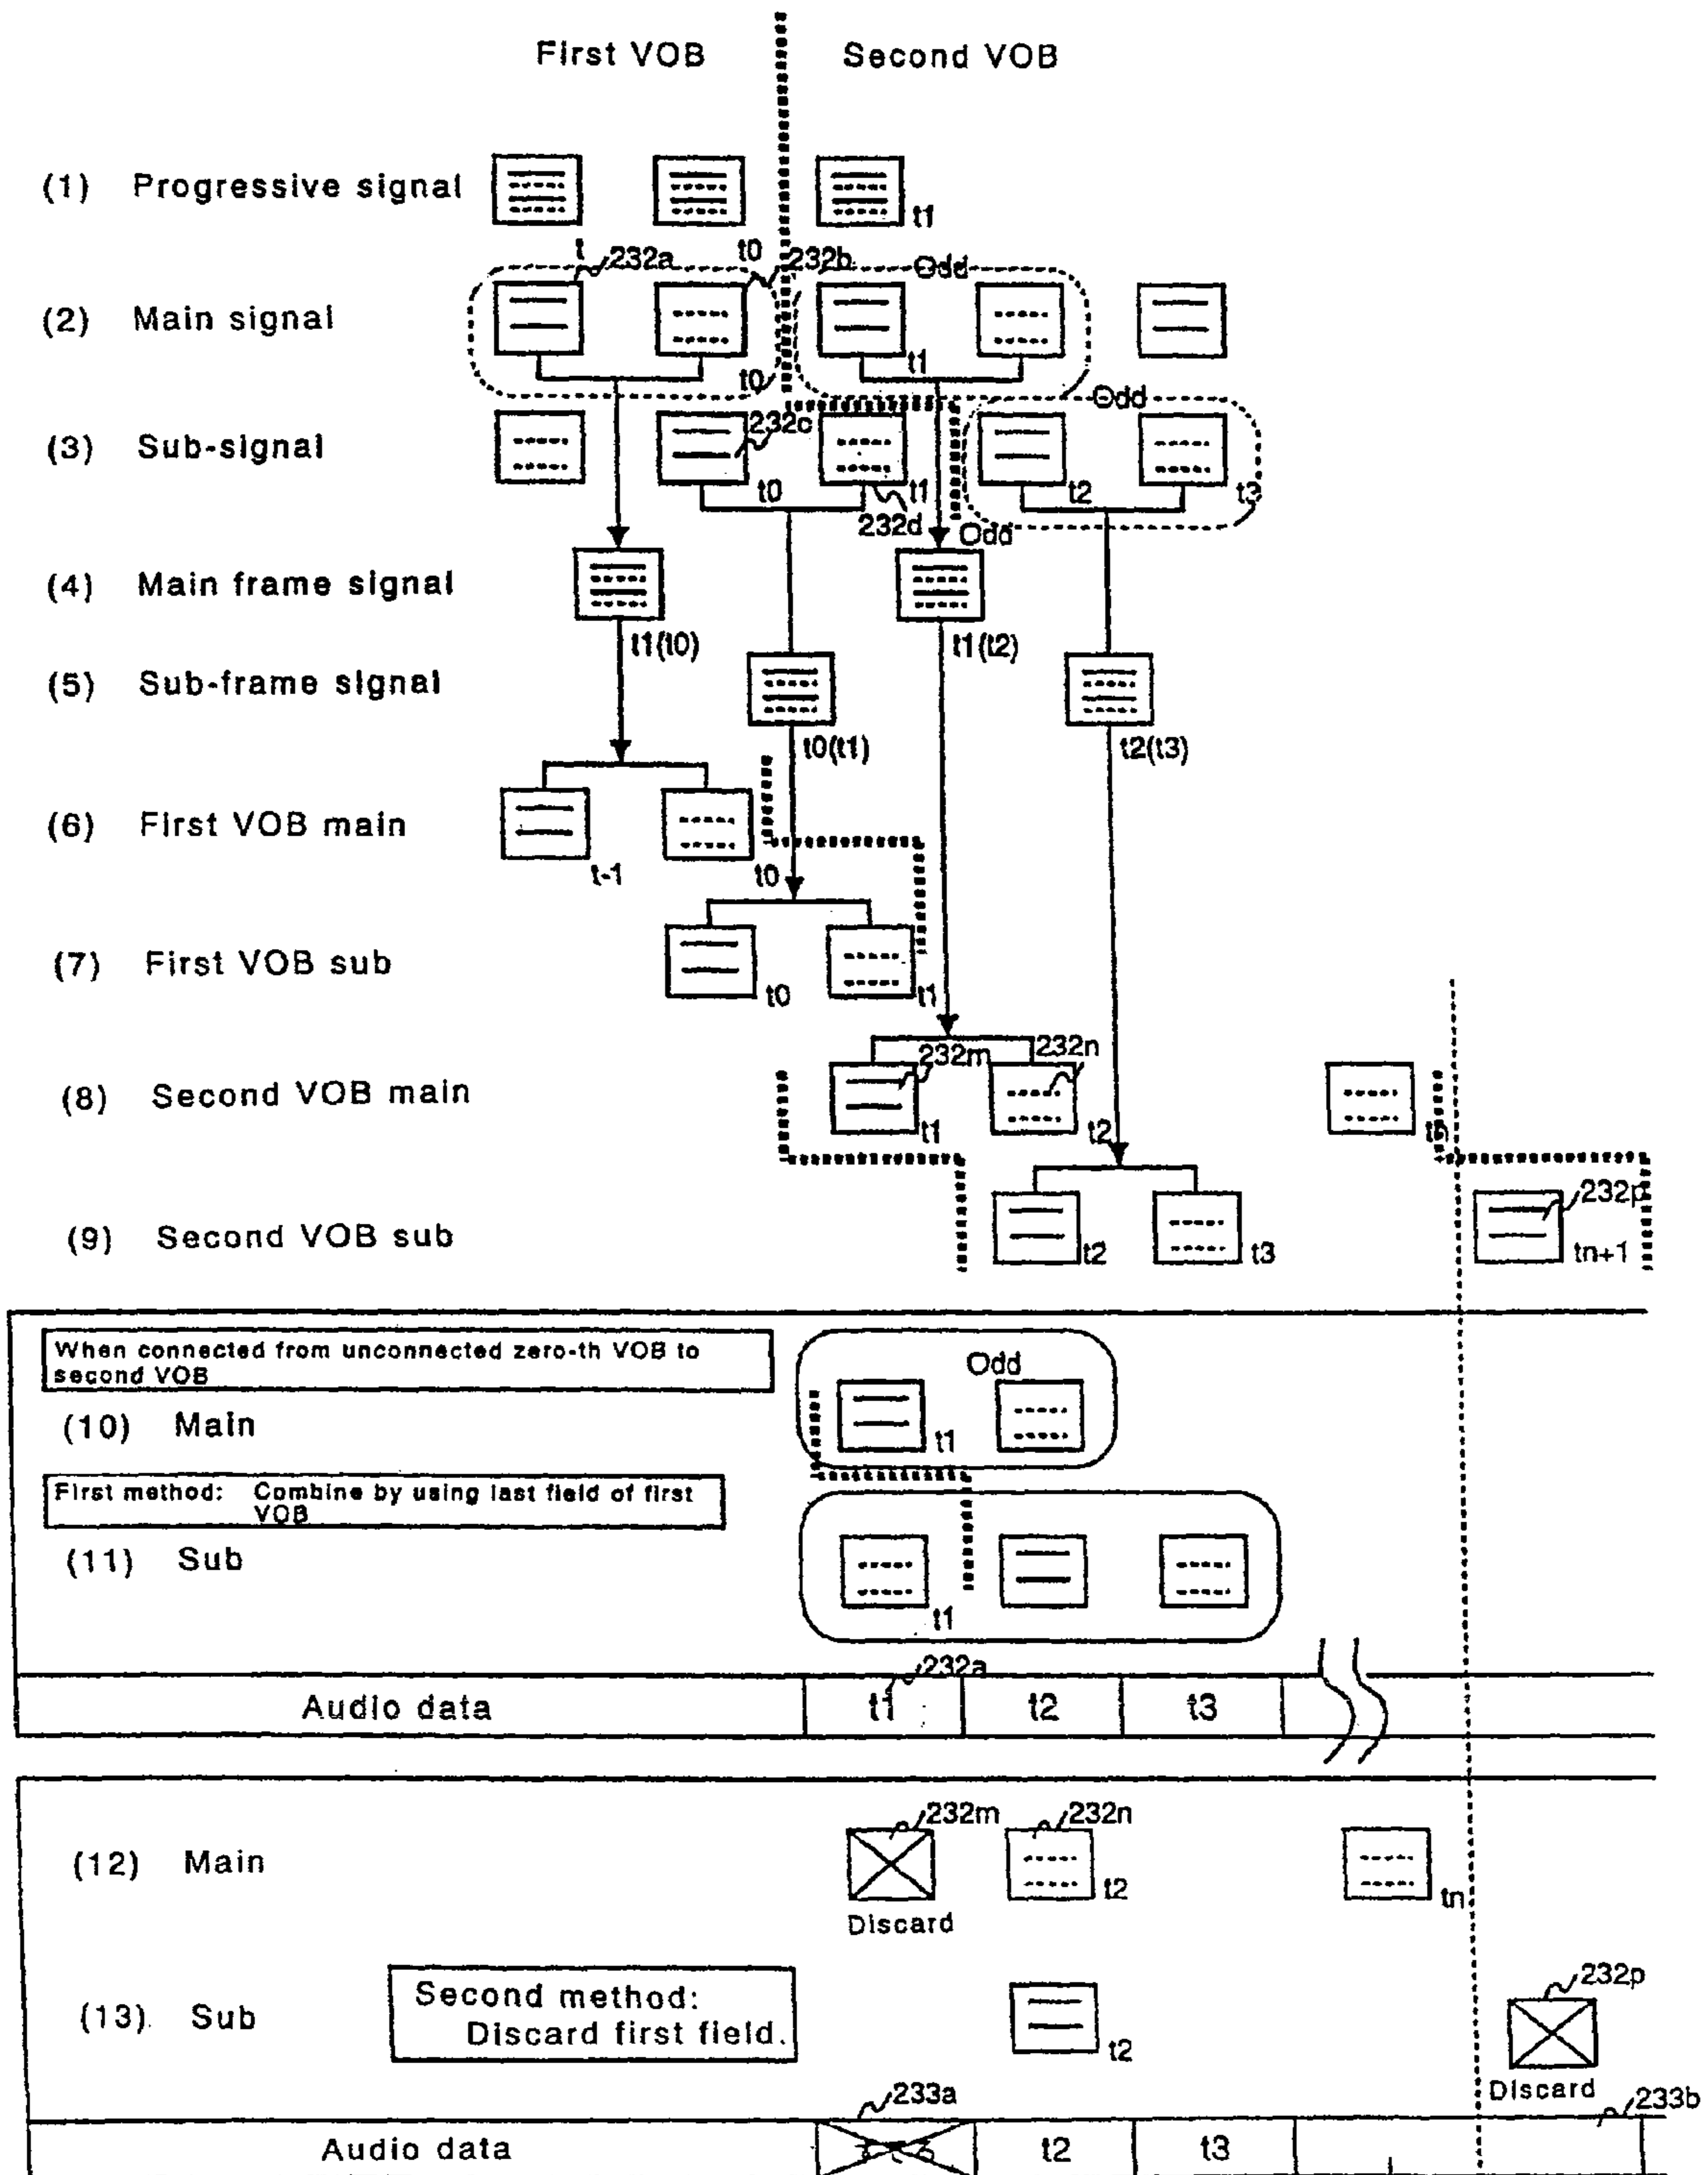 First VOB
Second VOB
(1) Progressive signal
t
t0
t1
232a
232b
Odd
(2) Main signal
t0
t1
Odd
232c
(3) Sub-signal
t0
t1
t2
t3
232d
Odd
(4) Main frame signal
t1(t0)
t1(t2)
(5) Sub-frame signal
t0(t1)
t2(t3)
(6) First VOB main
t-1
t0
(7) First VOB sub
t0
t1
232m
232n
(8) Second VOB main
t1
t2
232p
(9) Second VOB sub
t2
t3
tn+1
When connected from unconnected zero-th VOB to
second VOB
Odd
(10) Main
t1
First method: Combine by using last field of first
VOB
(11) Sub
t1
232a
Audio data
t1
t2
t3
232m
232n
(12) Main
t2
tn
Discard
232p
(13). Sub
Second method:
Discard first field.
t2
Discard
233a
233b
Audio data
t2
t3